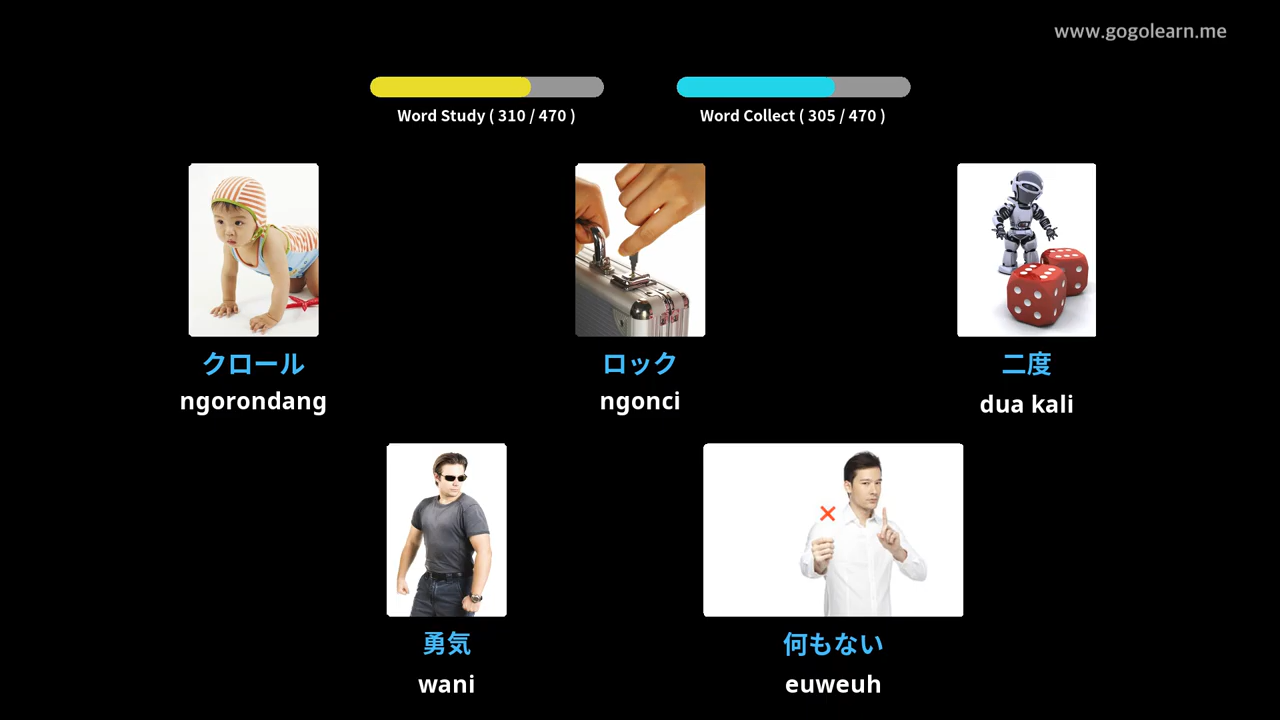 www.gogolearn.me
Word Study ( 310 / 470 )
Word Collect ( 305 / 470 )
クロール
ngorondang
ロック
ngonci
二度
dua kali
勇気
wani
何もない
euweuh